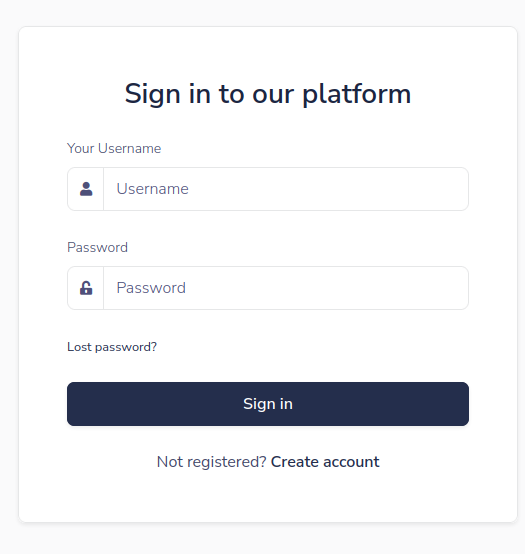 Sign in to our platform
Your Username
Username
Password
Password
Lost password?
Sign in
Not registered? Create account